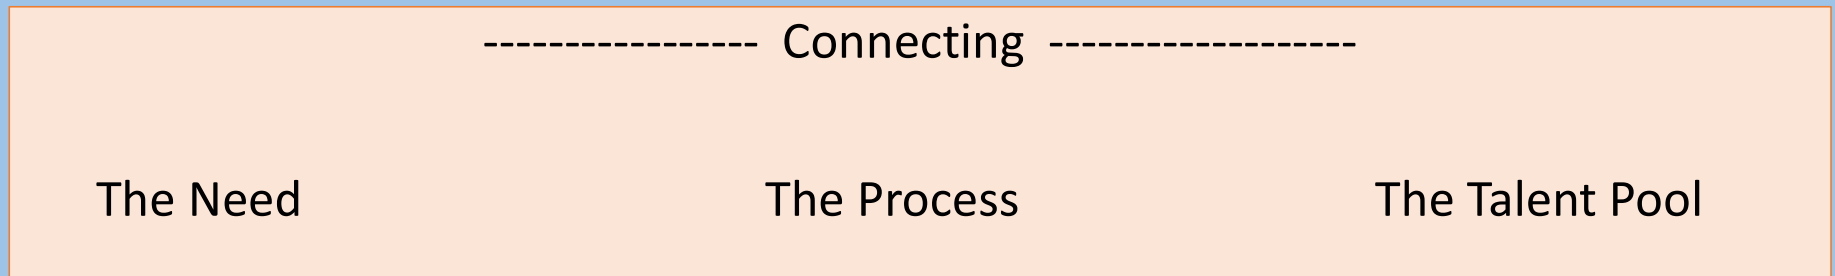 ----------------- Connecting -------------------
The Need The Process The Talent Pool